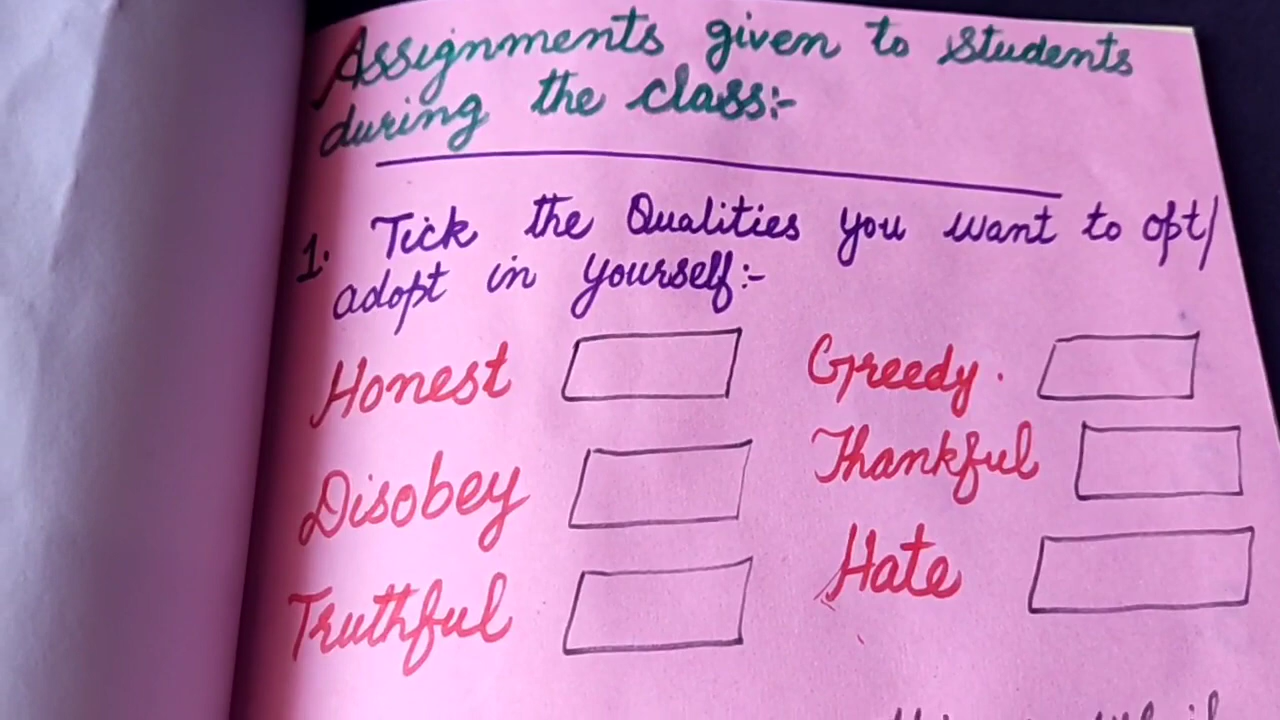 Assignments given to Students
during the class:-
1. Tick the Qualities you want to opt/
adopt in yourself:-
Honest
Greedy.
Disobey
Thankful
Truthful
Hate